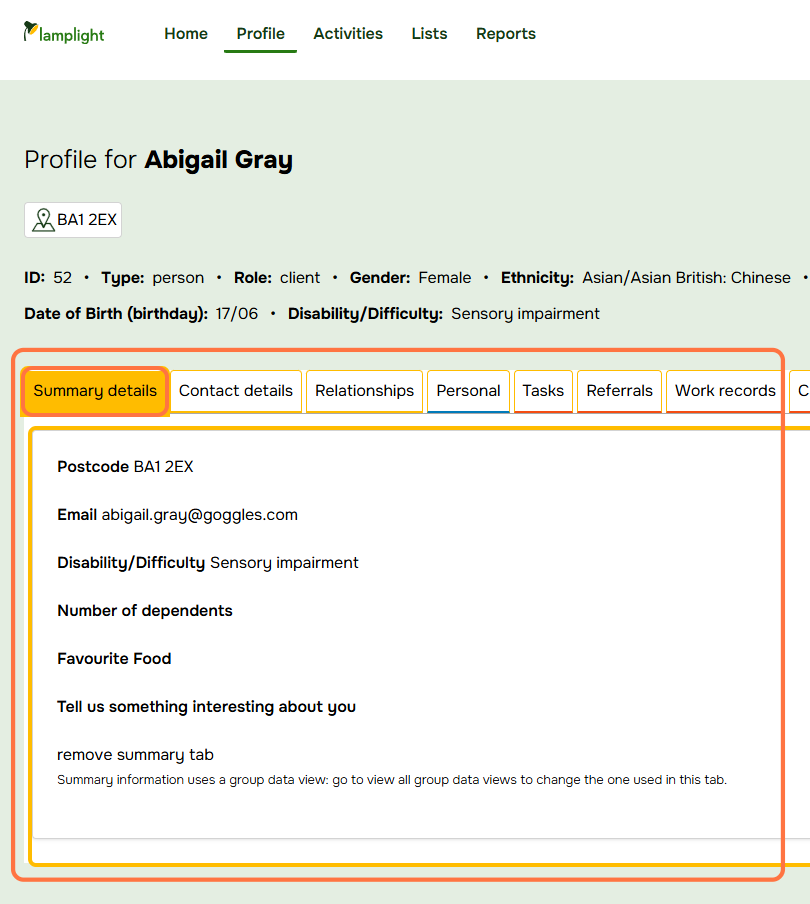 lamplight Home Profile Activities Lists Reports
Profile for Abigail Gray
BA1 2EX
ID: 52 • Type: person • Role: client • Gender: Female • Ethnicity: Asian/Asian British: Chinese •
Date of Birth (birthday): 17/06 • Disability/Difficulty: Sensory impairment
Summary details Contact details Relationships Personal Tasks Referrals Work records C
Postcode BA1 2EX
Email abigail.gray@goggles.com
Disability/Difficulty Sensory impairment
Number of dependents
Favourite Food
Tell us something interesting about you
remove summary tab
Summary information uses a group data view: go to view all group data views to change the one used in this tab.